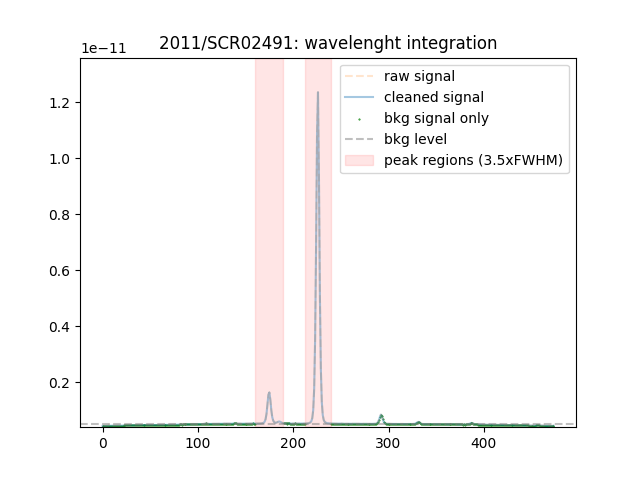 2011/SCR02491: wavelenght integration
1e−11
raw signal
cleaned signal
bkg signal only
bkg level
peak regions (3.5xFWHM)
1.2
1.0
0.8
0.6
0.4
0.2
0 100 200 300 400